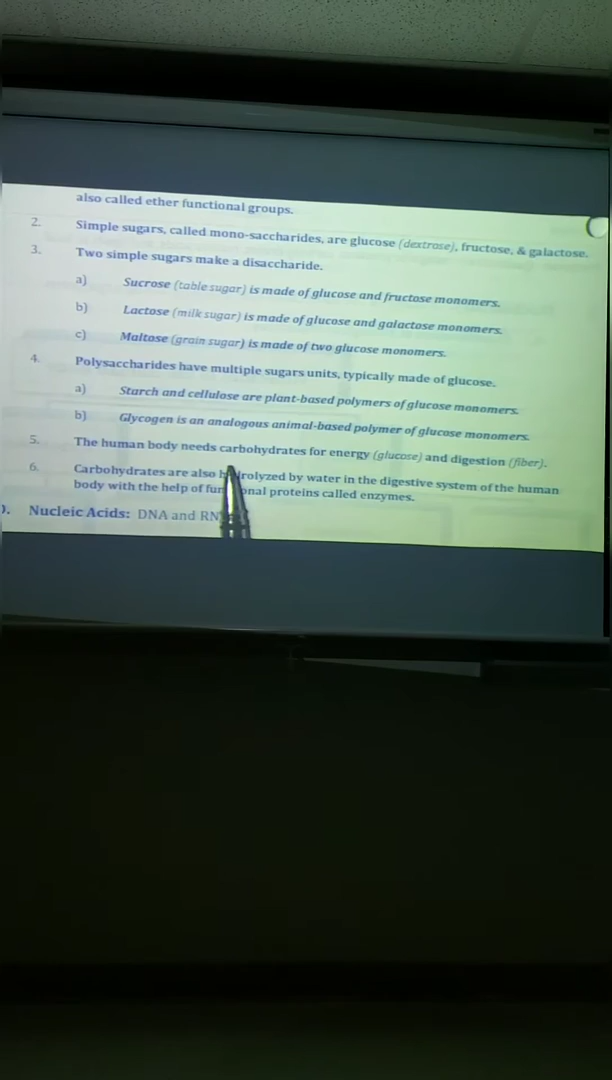 also called ether functional groups.
2. Simple sugars, called mono-saccharides, are glucose (dextrose), fructose, & galactose.
3. Two simple sugars make a disaccharide.
a) Sucrose (table sugar) is made of glucose and fructose monomers.
b) Lactose (milk sugar) is made of glucose and galactose monomers.
c) Maltose (grain sugar) is made of two glucose monomers.
4. Polysaccharides have multiple sugars units, typically made of glucose.
a) Starch and cellulose are plant-based polymers of glucose monomers.
b) Glycogen is an analogous animal-based polymer of glucose monomers.
5. The human body needs carbohydrates for energy (glucose) and digestion (fiber).
6. Carbohydrates are also by water in the digestive system of the human
body with the help of proteins called enzymes.
). Nucleic Acids: DNA and RN